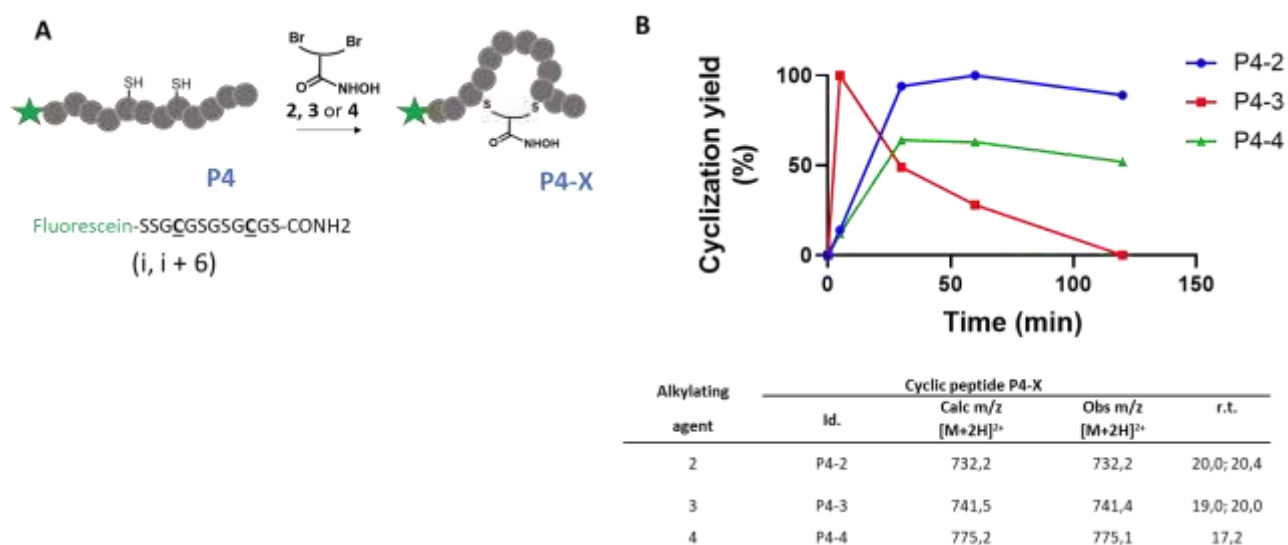 A
SH
SH
Br
Br
O
NHOH
2, 3 or 4
S
S
O
NHOH
P4
P4-X
Fluorescein-SSGCGSGSGCGS-CONH2
(i, i + 6)
B
Cyclization yield
(%)
100
50
0
0
50
100
150
Time (min)
P4-2
P4-3
P4-4
Alkylating agent
Cyclic peptide P4-X
Id.
Calc m/z [M+2H]2+
Obs m/z [M+2H]2+
r.t.
2 P4-2 732,2 732,2 20,0; 20,4
3 P4-3 741,5 741,4 19,0; 20,0
4 P4-4 775,2 775,1 17,2